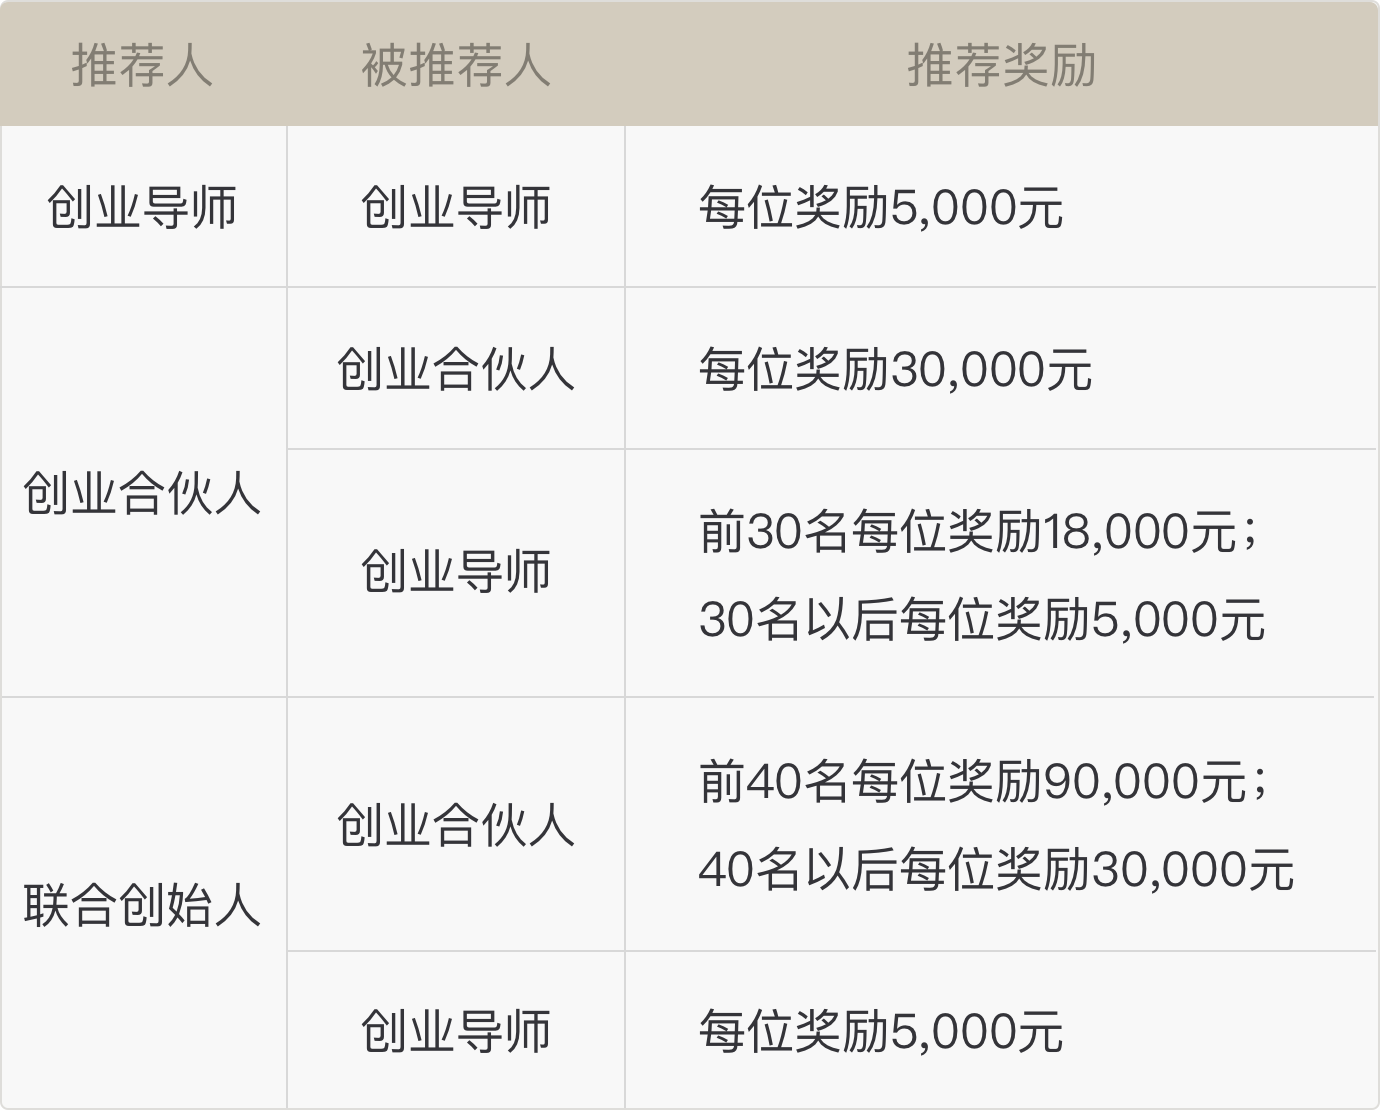 推荐人 被推荐人 推荐奖励
创业导师 创业导师 每位奖励5,000元
创业合伙人 创业合伙人 每位奖励30,000元
创业导师 前30名每位奖励18,000元；
30名以后每位奖励5,000元
联合创始人 创业合伙人 前40名每位奖励90,000元；
40名以后每位奖励30,000元
创业导师 每位奖励5,000元